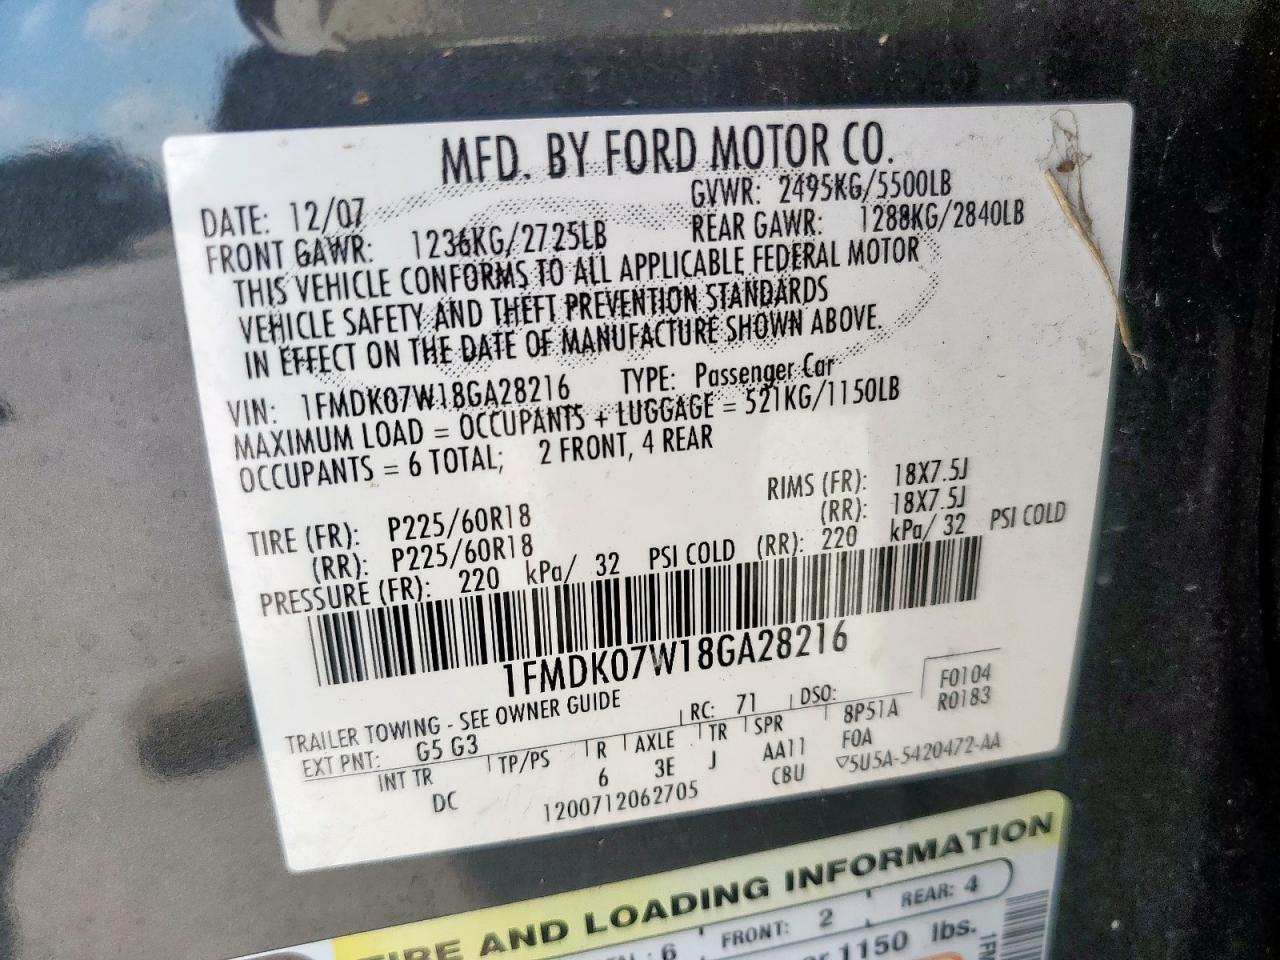 MFD. BY FORD MOTOR CO.
DATE: 12/07 GVWR: 2495KG/5500LB
FRONT GAWR: 1236KG/2725LB REAR GAWR: 1288KG/2840LB
THIS VEHICLE CONFORMS TO ALL APPLICABLE FEDERAL MOTOR
VEHICLE SAFETY AND THEFT PREVENTION STANDARDS
IN EFFECT ON THE DATE OF MANUFACTURE SHOWN ABOVE.
VIN: 1FMDK07W18GA28216 TYPE: Passenger Car
MAXIMUM LOAD = OCCUPANTS + LUGGAGE = 521KG/1150LB
OCCUPANTS = 6 TOTAL; 2 FRONT, 4 REAR
TIRE (FR): P225/60R18 RIMS (FR): 18X7.5J
(RR): P225/60R18 (RR): 18X7.5J
PRESSURE (FR): 220 kPa/ 32 PSI COLD (RR): 220 kPa/ 32 PSI COLD
1FMDK07W18GA28216
TRAILER TOWING - SEE OWNER GUIDE
EXT PNT: G5 G3 RC: 71 DSO: F0104
R0183
INT TR TP/PS R AXLE TR SPR 8P51A
DC 6 3E J AA11 F0A
1200712062705 CBU ▽5U5A-5420472-AA
TIRE AND LOADING INFORMATION
6 FRONT: 2 REAR: 4
1150 lbs.